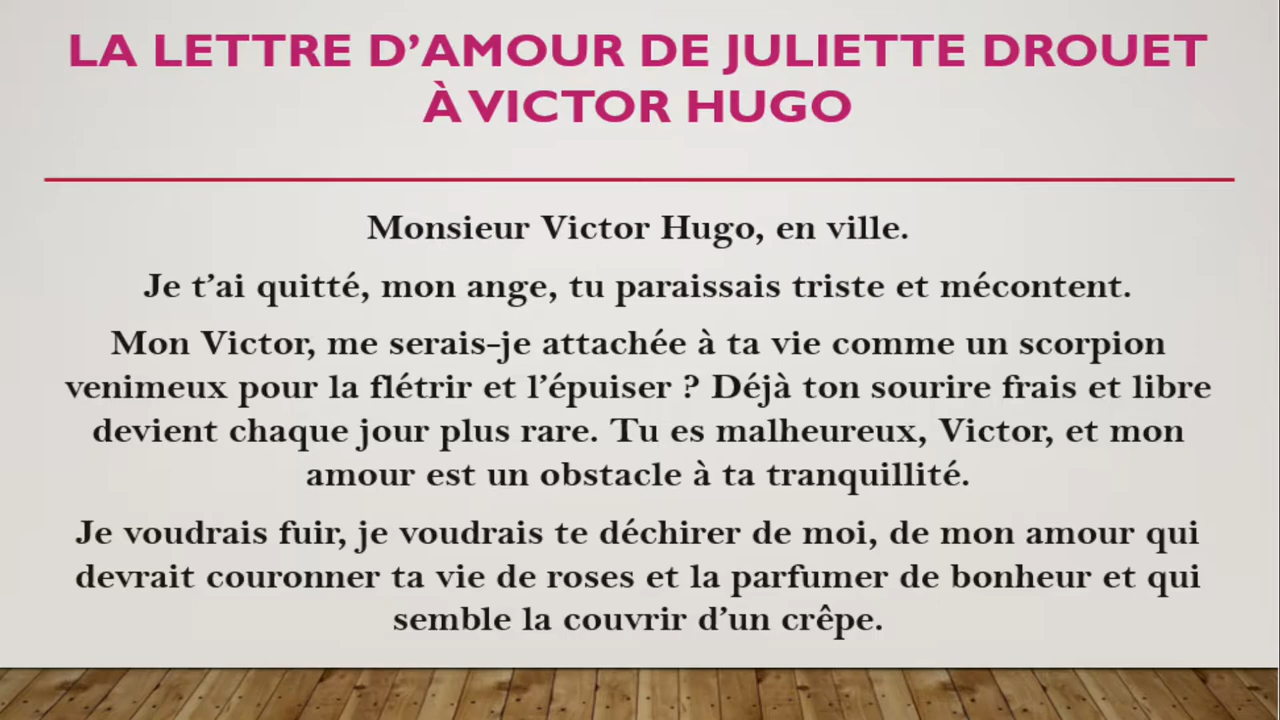 LA LETTRE D’AMOUR DE JULIETTE DROUET
À VICTOR HUGO
Monsieur Victor Hugo, en ville.
Je t’ai quitté, mon ange, tu paraissais triste et mécontent.
Mon Victor, me serais-je attachée à ta vie comme un scorpion
venimeux pour la flétrir et l’épuiser ? Déjà ton sourire frais et libre
devient chaque jour plus rare. Tu es malheureux, Victor, et mon
amour est un obstacle à ta tranquillité.
Je voudrais fuir, je voudrais te déchirer de moi, de mon amour qui
devrait couronner ta vie de roses et la parfumer de bonheur et qui
semble la couvrir d’un crêpe.